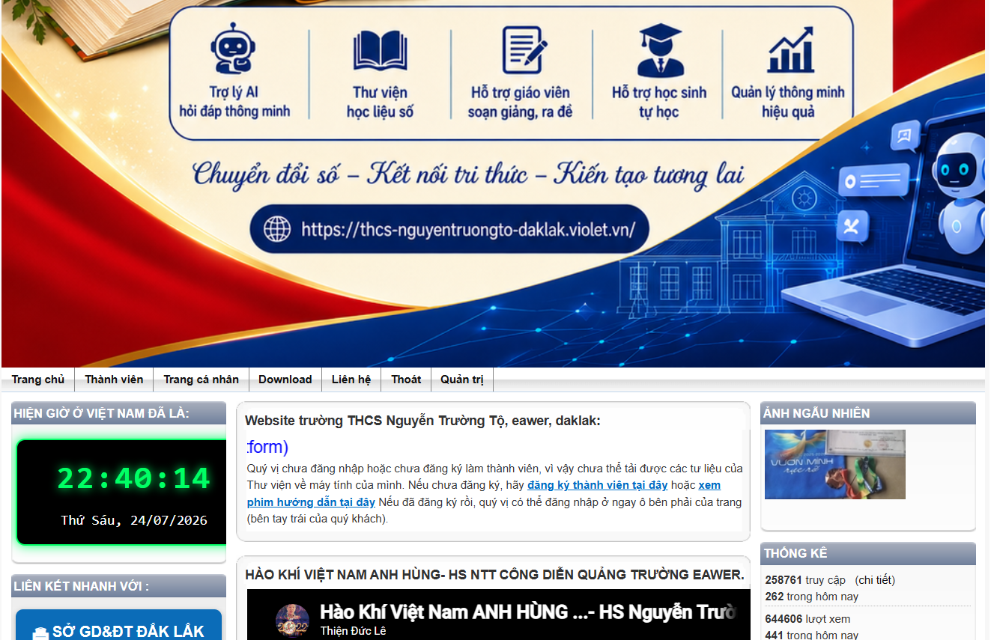 Trợ lý AI
hỏi đáp thông minh
Thư viện
học liệu số
Hỗ trợ giáo viên
soạn giảng, ra đề
Hỗ trợ học sinh
tự học
Quản lý thông minh
hiệu quả
Chuyển đổi số – Kết nối tri thức – Kiến tạo tương lai
https://thcs-nguyentruongto-daklak.violet.vn/
Trang chủ
Thành viên
Trang cá nhân
Download
Liên hệ
Thoát
Quản trị
HIỆN GIỜ Ở VIỆT NAM ĐÃ LÀ:
22:40:14
Thứ Sáu, 24/07/2026
LIÊN KẾT NHANH VỚI :
SỞ GD&ĐT ĐẮK LẮK
Website trường THCS Nguyễn Trường Tộ, eawer, daklak:
:form)
Quý vị chưa đăng nhập hoặc chưa đăng ký làm thành viên, vì vậy chưa thể tải được các tư liệu của
Thư viện về máy tính của mình. Nếu chưa đăng ký, hãy đăng ký thành viên tại đây hoặc xem
phim hướng dẫn tại đây Nếu đã đăng ký rồi, quý vị có thể đăng nhập ở ngay ô bên phải của trang
(bên tay trái của quý khách).
HÀO KHÍ VIỆT NAM ANH HÙNG- HS NTT CÔNG DIỄN QUẢNG TRƯỜNG EAWER.
Hào Khí Việt Nam ANH HÙNG ...- HS Nguyễn Trườ
Thiện Đức Lê
2022
ẢNH NGẪU NHIÊN
VƯƠN MÌNH
rực rỡ
THỐNG KÊ
258761 truy cập (chi tiết)
262 trong hôm nay
644606 lượt xem
441 trong hôm nay